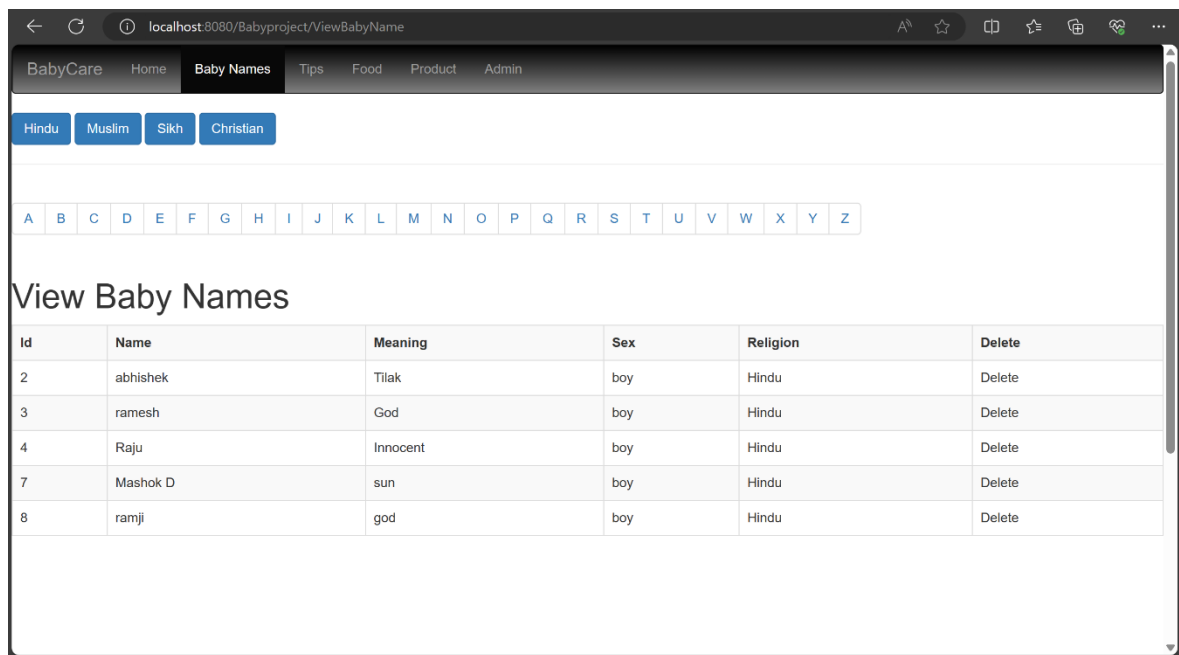 localhost:8080/Babyproject/ViewBabyName
BabyCare Home Baby Names Tips Food Product Admin
Hindu Muslim Sikh Christian
A B C D E F G H I J K L M N O P Q R S T U V W X Y Z
View Baby Names
Id Name Meaning Sex Religion Delete
2 abhishek Tilak boy Hindu Delete
3 ramesh God boy Hindu Delete
4 Raju Innocent boy Hindu Delete
7 Mashok D sun boy Hindu Delete
8 ramji god boy Hindu Delete